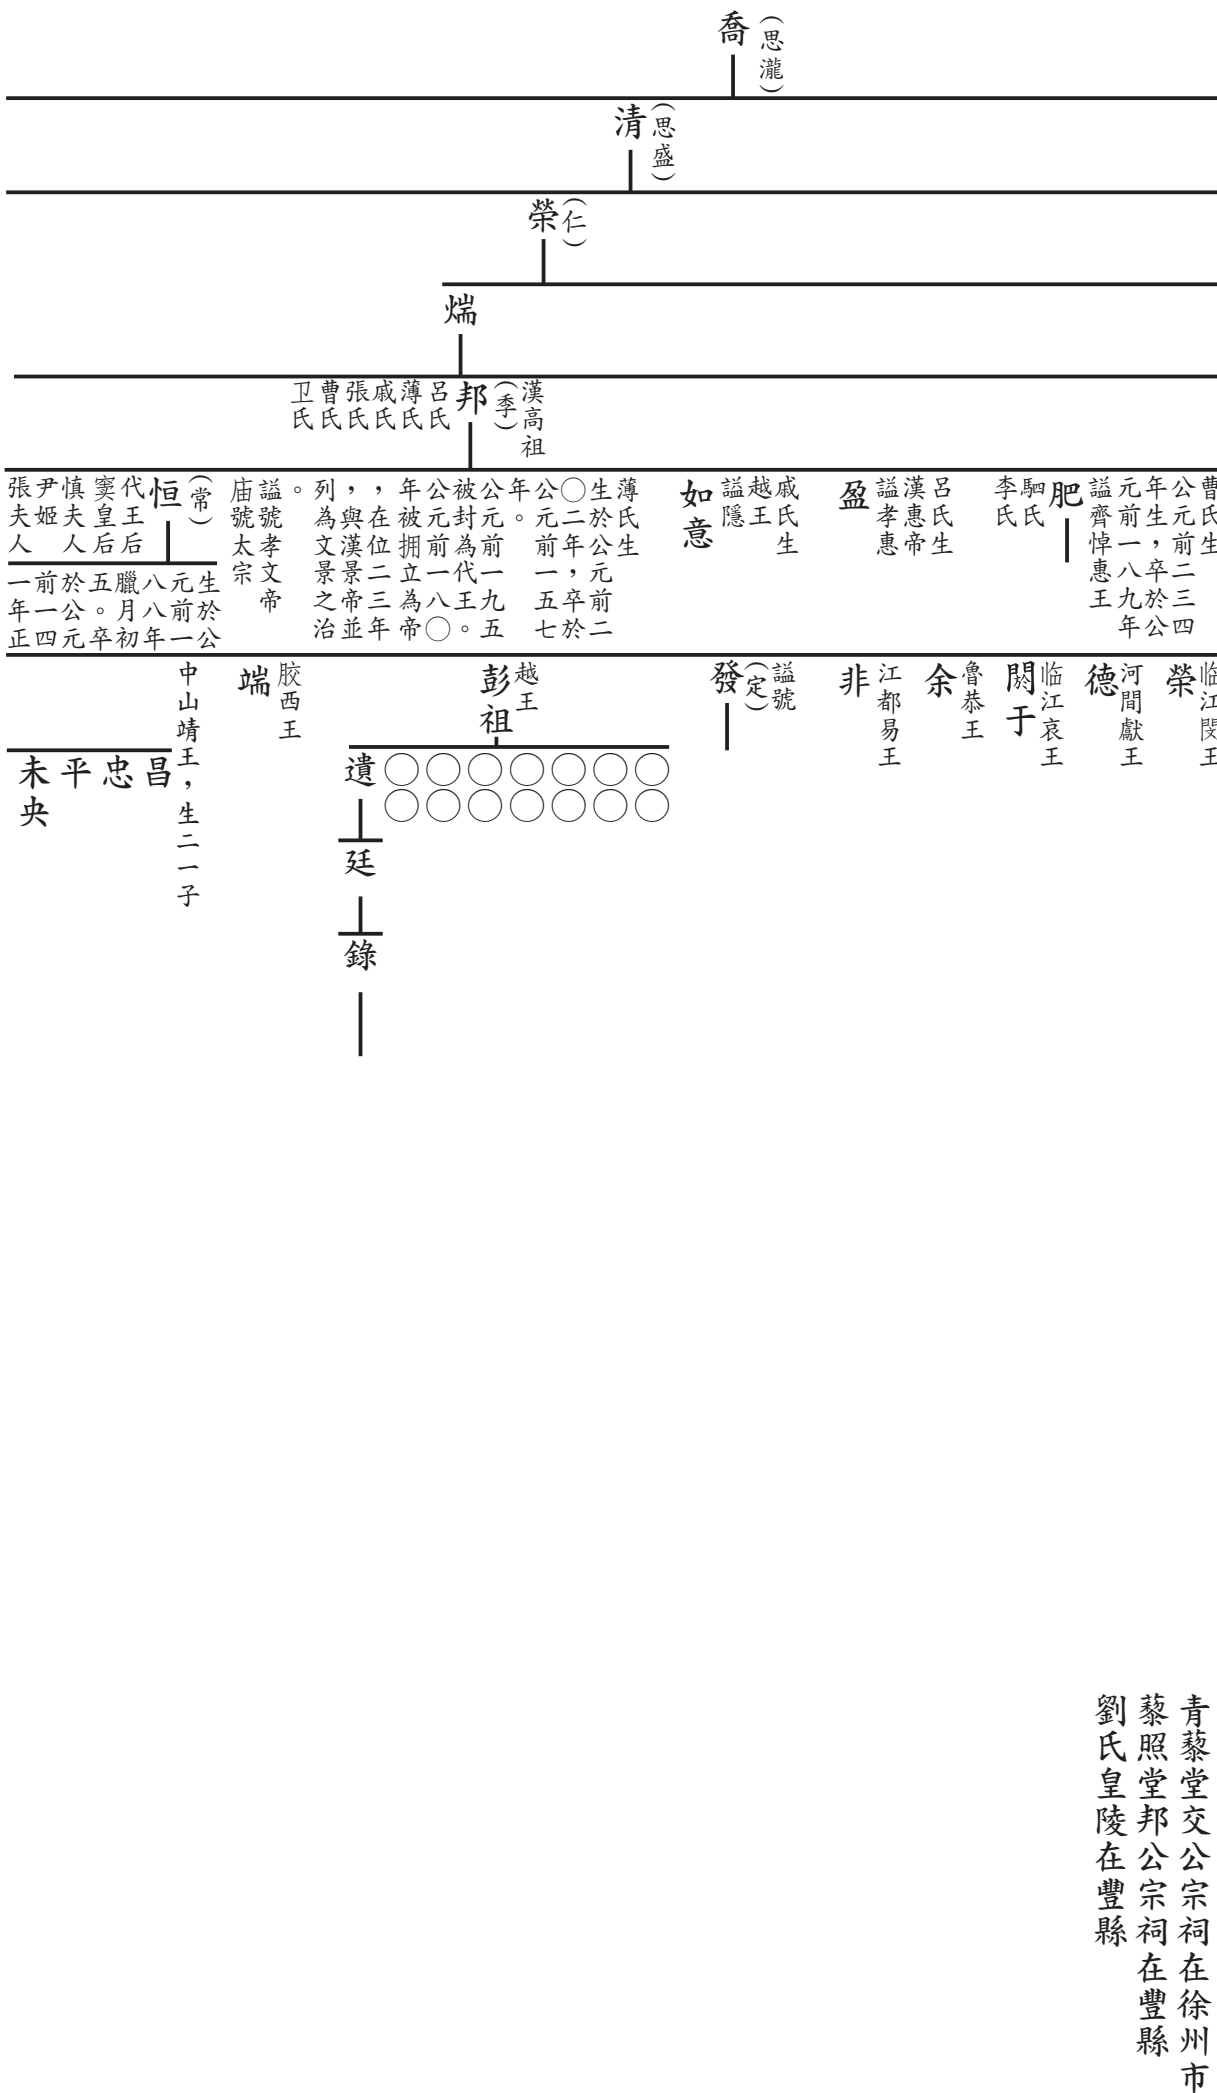 (思瀧)
喬
(思盛)
清
(仁)
榮
煓
漢高祖
(季)
邦
呂氏
薄氏
戚氏
張氏
曹氏
卫氏
曹氏生
公元前二三四
年生，卒於公
元前一八九年
謚齊悼惠王
肥
駟氏
李氏
呂氏生
漢惠帝
謚孝惠
盈
戚氏生
越王
謚隱
如意
薄氏生
生於公元前二
〇二年，卒於
公元前一五七
年。
公元前一九五
被封為代王。
公元前一八〇
年被拥立為帝
，在位二三年
，與漢景帝並
列為文景之治
。
謚號孝文帝
庙號太宗
(常)
恒
代王后
竇皇后
慎夫人
尹姬
張夫人
生於公
元前一
八八年
臘月初
五。卒
於公元
前一四
一年正
临江閔王
榮
河間獻王
德
临江哀王
閼于
魯恭王
余
江都易王
非
謚號
(定)
發
越王
彭祖
遺
廷
錄
胶西王
端
中山靖王，生二一子
昌
忠
平
未央
青藜堂交公宗祠在徐州市
藜照堂邦公宗祠在豐縣
劉氏皇陵在豐縣